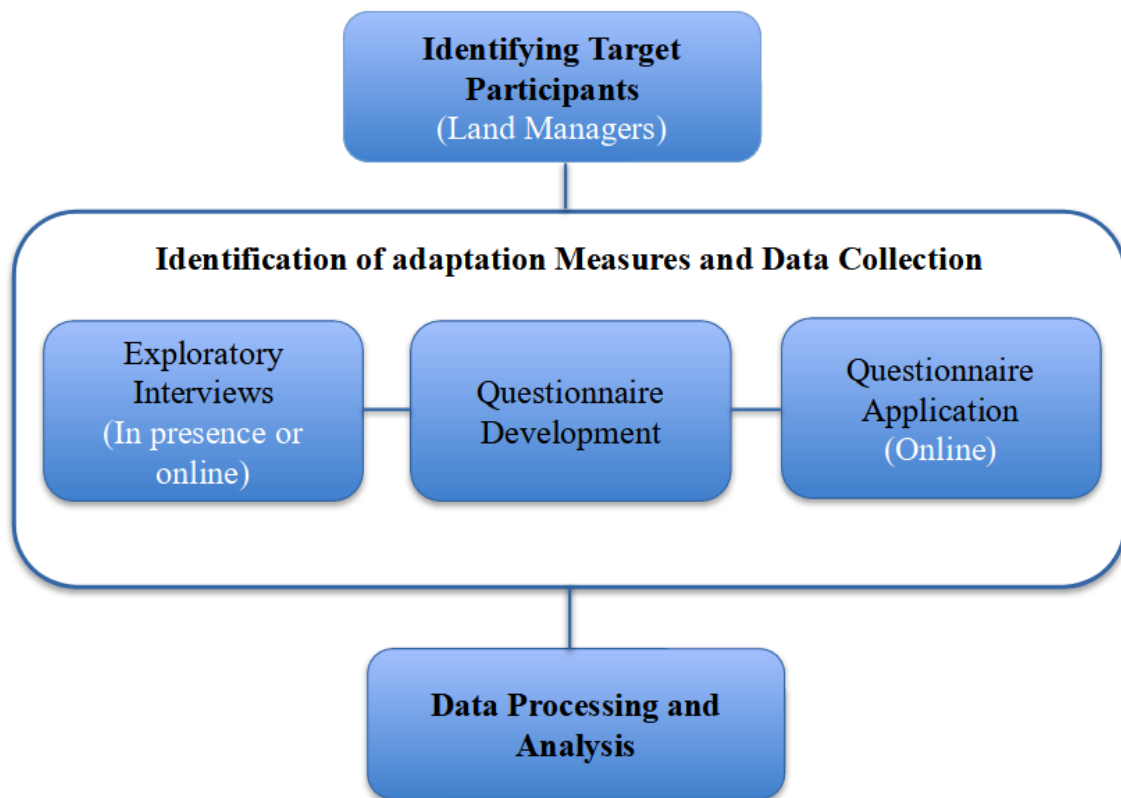 Identifying Target
Participants
(Land Managers)
Identification of adaptation Measures and Data Collection
Exploratory
Interviews
(In presence or
online)
Questionnaire
Development
Questionnaire
Application
(Online)
Data Processing and
Analysis